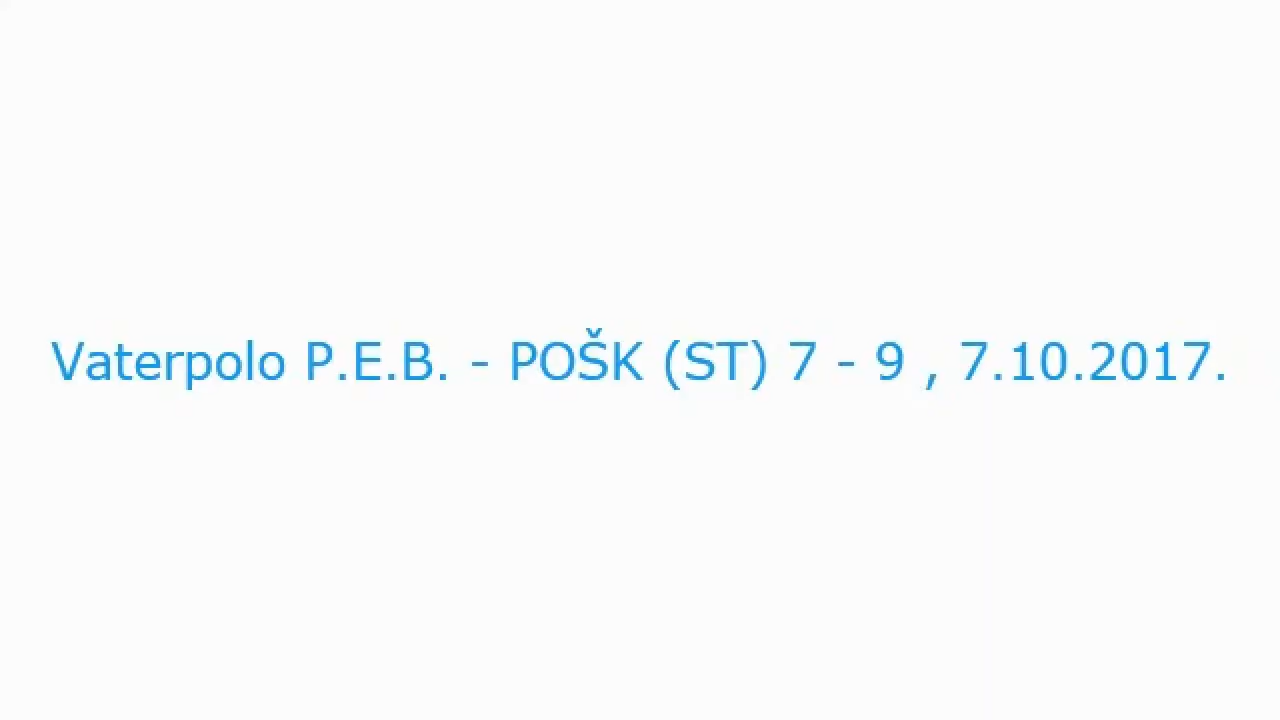 Vaterpolo P.E.B. - POŠK (ST) 7 - 9 , 7.10.2017.